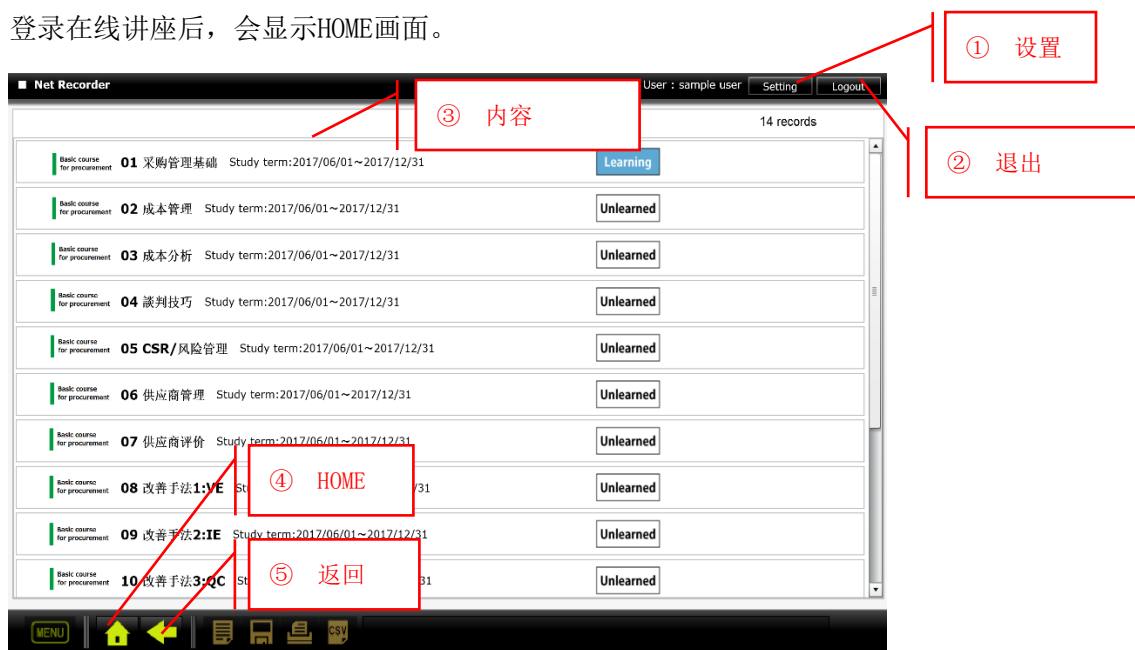 登录在线讲座后，会显示HOME画面。
① 设置
■ Net Recorder
User : sample user
Setting
Logout
③ 内容
14 records
② 退出
Basic course for procurement 01 采购管理基础 Study term:2017/06/01~2017/12/31 Learning
Basic course for procurement 02 成本管理 Study term:2017/06/01~2017/12/31 Unlearned
Basic course for procurement 03 成本分析 Study term:2017/06/01~2017/12/31 Unlearned
Basic course for procurement 04 談判技巧 Study term:2017/06/01~2017/12/31 Unlearned
Basic course for procurement 05 CSR/风险管理 Study term:2017/06/01~2017/12/31 Unlearned
Basic course for procurement 06 供应商管理 Study term:2017/06/01~2017/12/31 Unlearned
Basic course for procurement 07 供应商评价 Study term:2017/06/01~2017/12/31 Unlearned
④ HOME
Basic course for procurement 08 改善手法1:VE St /31 Unlearned
Basic course for procurement 09 改善手法2:IE Study term:2017/06/01~2017/12/31 Unlearned
⑤ 返回
Basic course for procurement 10 改善手法3:QC St 31 Unlearned
MENU
CSV